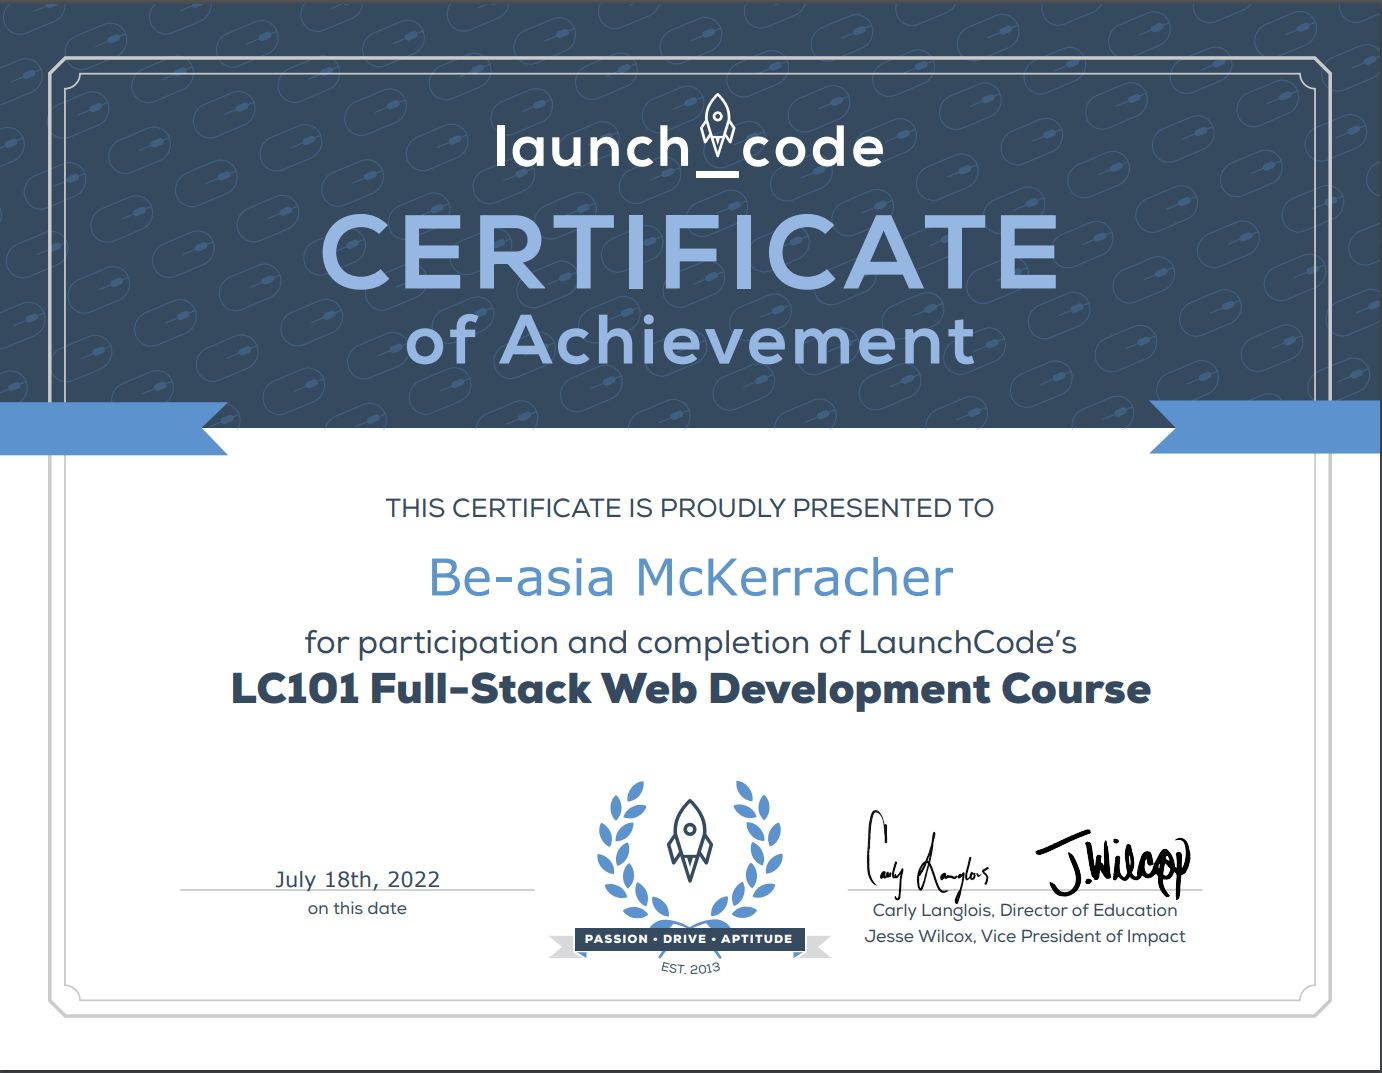 launch_code
CERTIFICATE
of Achievement
THIS CERTIFICATE IS PROUDLY PRESENTED TO
Be-asia McKerracher
for participation and completion of LaunchCode's
LC101 Full-Stack Web Development Course
July 18th, 2022
on this date
PASSION • DRIVE • APTITUDE
EST. 2013
Carly Langlois
J.Wilcox
Carly Langlois, Director of Education
Jesse Wilcox, Vice President of Impact